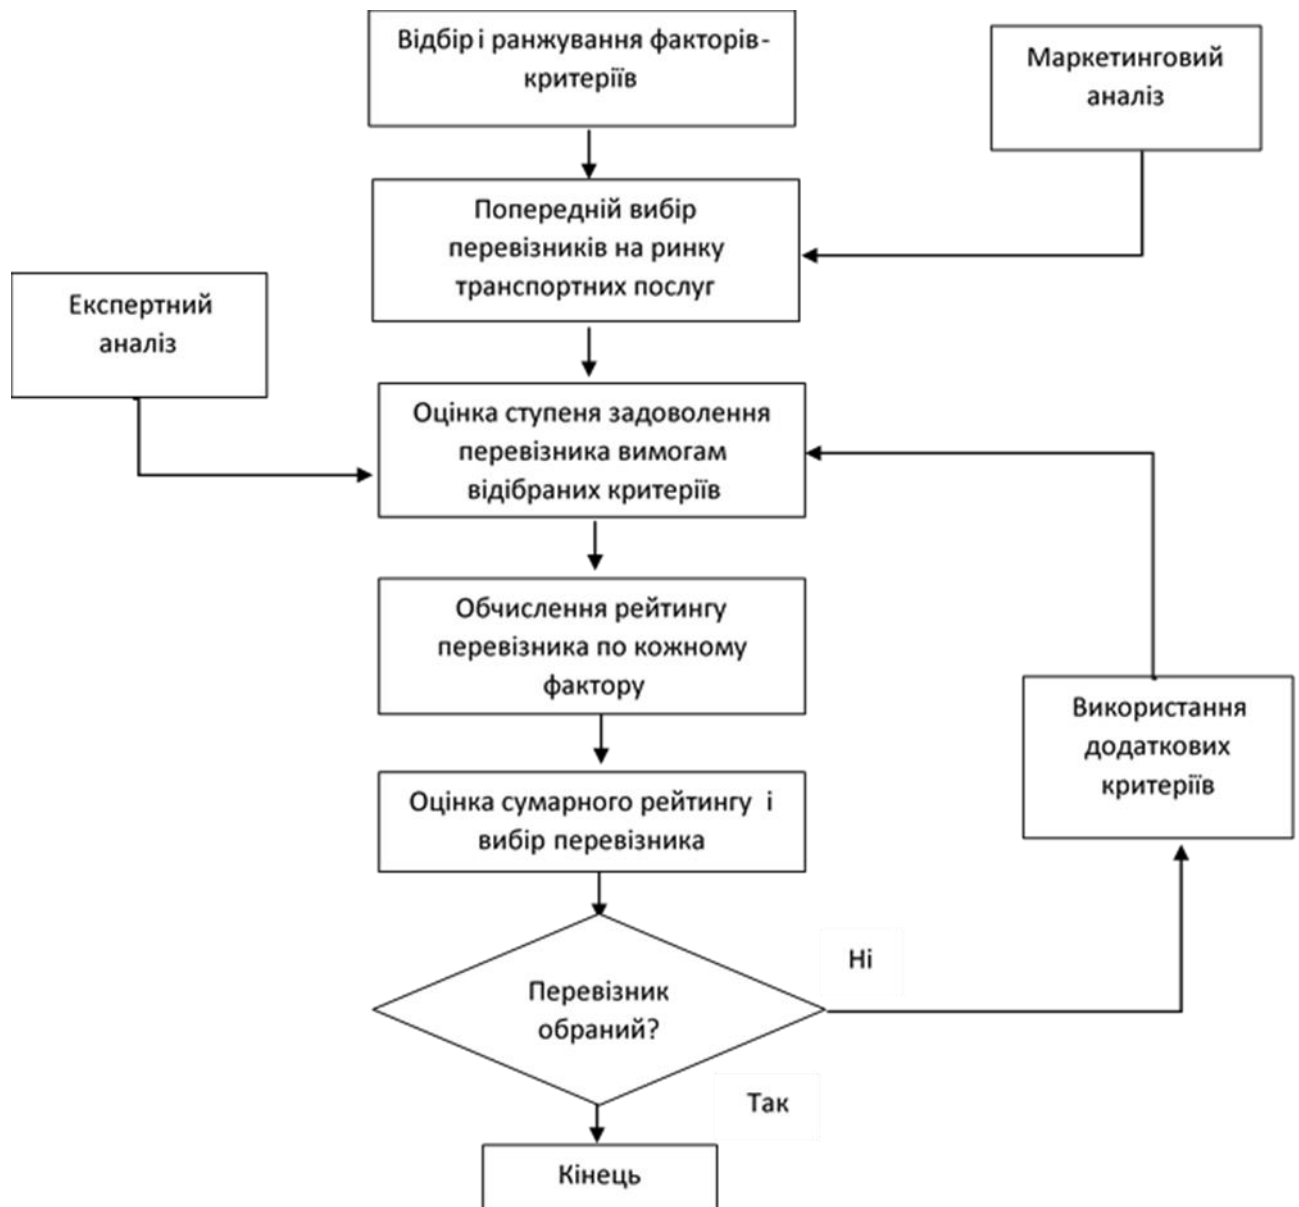 Відбір і ранжування факторів-
критеріїв
Маркетинговий
аналіз
Попередній вибір
перевізників на ринку
транспортних послуг
Експертний
аналіз
Оцінка ступеня задоволення
перевізника вимогам
відібраних критеріїв
Обчислення рейтингу
перевізника по кожному
фактору
Використання
додаткових
критеріїв
Оцінка сумарного рейтингу і
вибір перевізника
Ні
Перевізник
обраний?
Так
Кінець